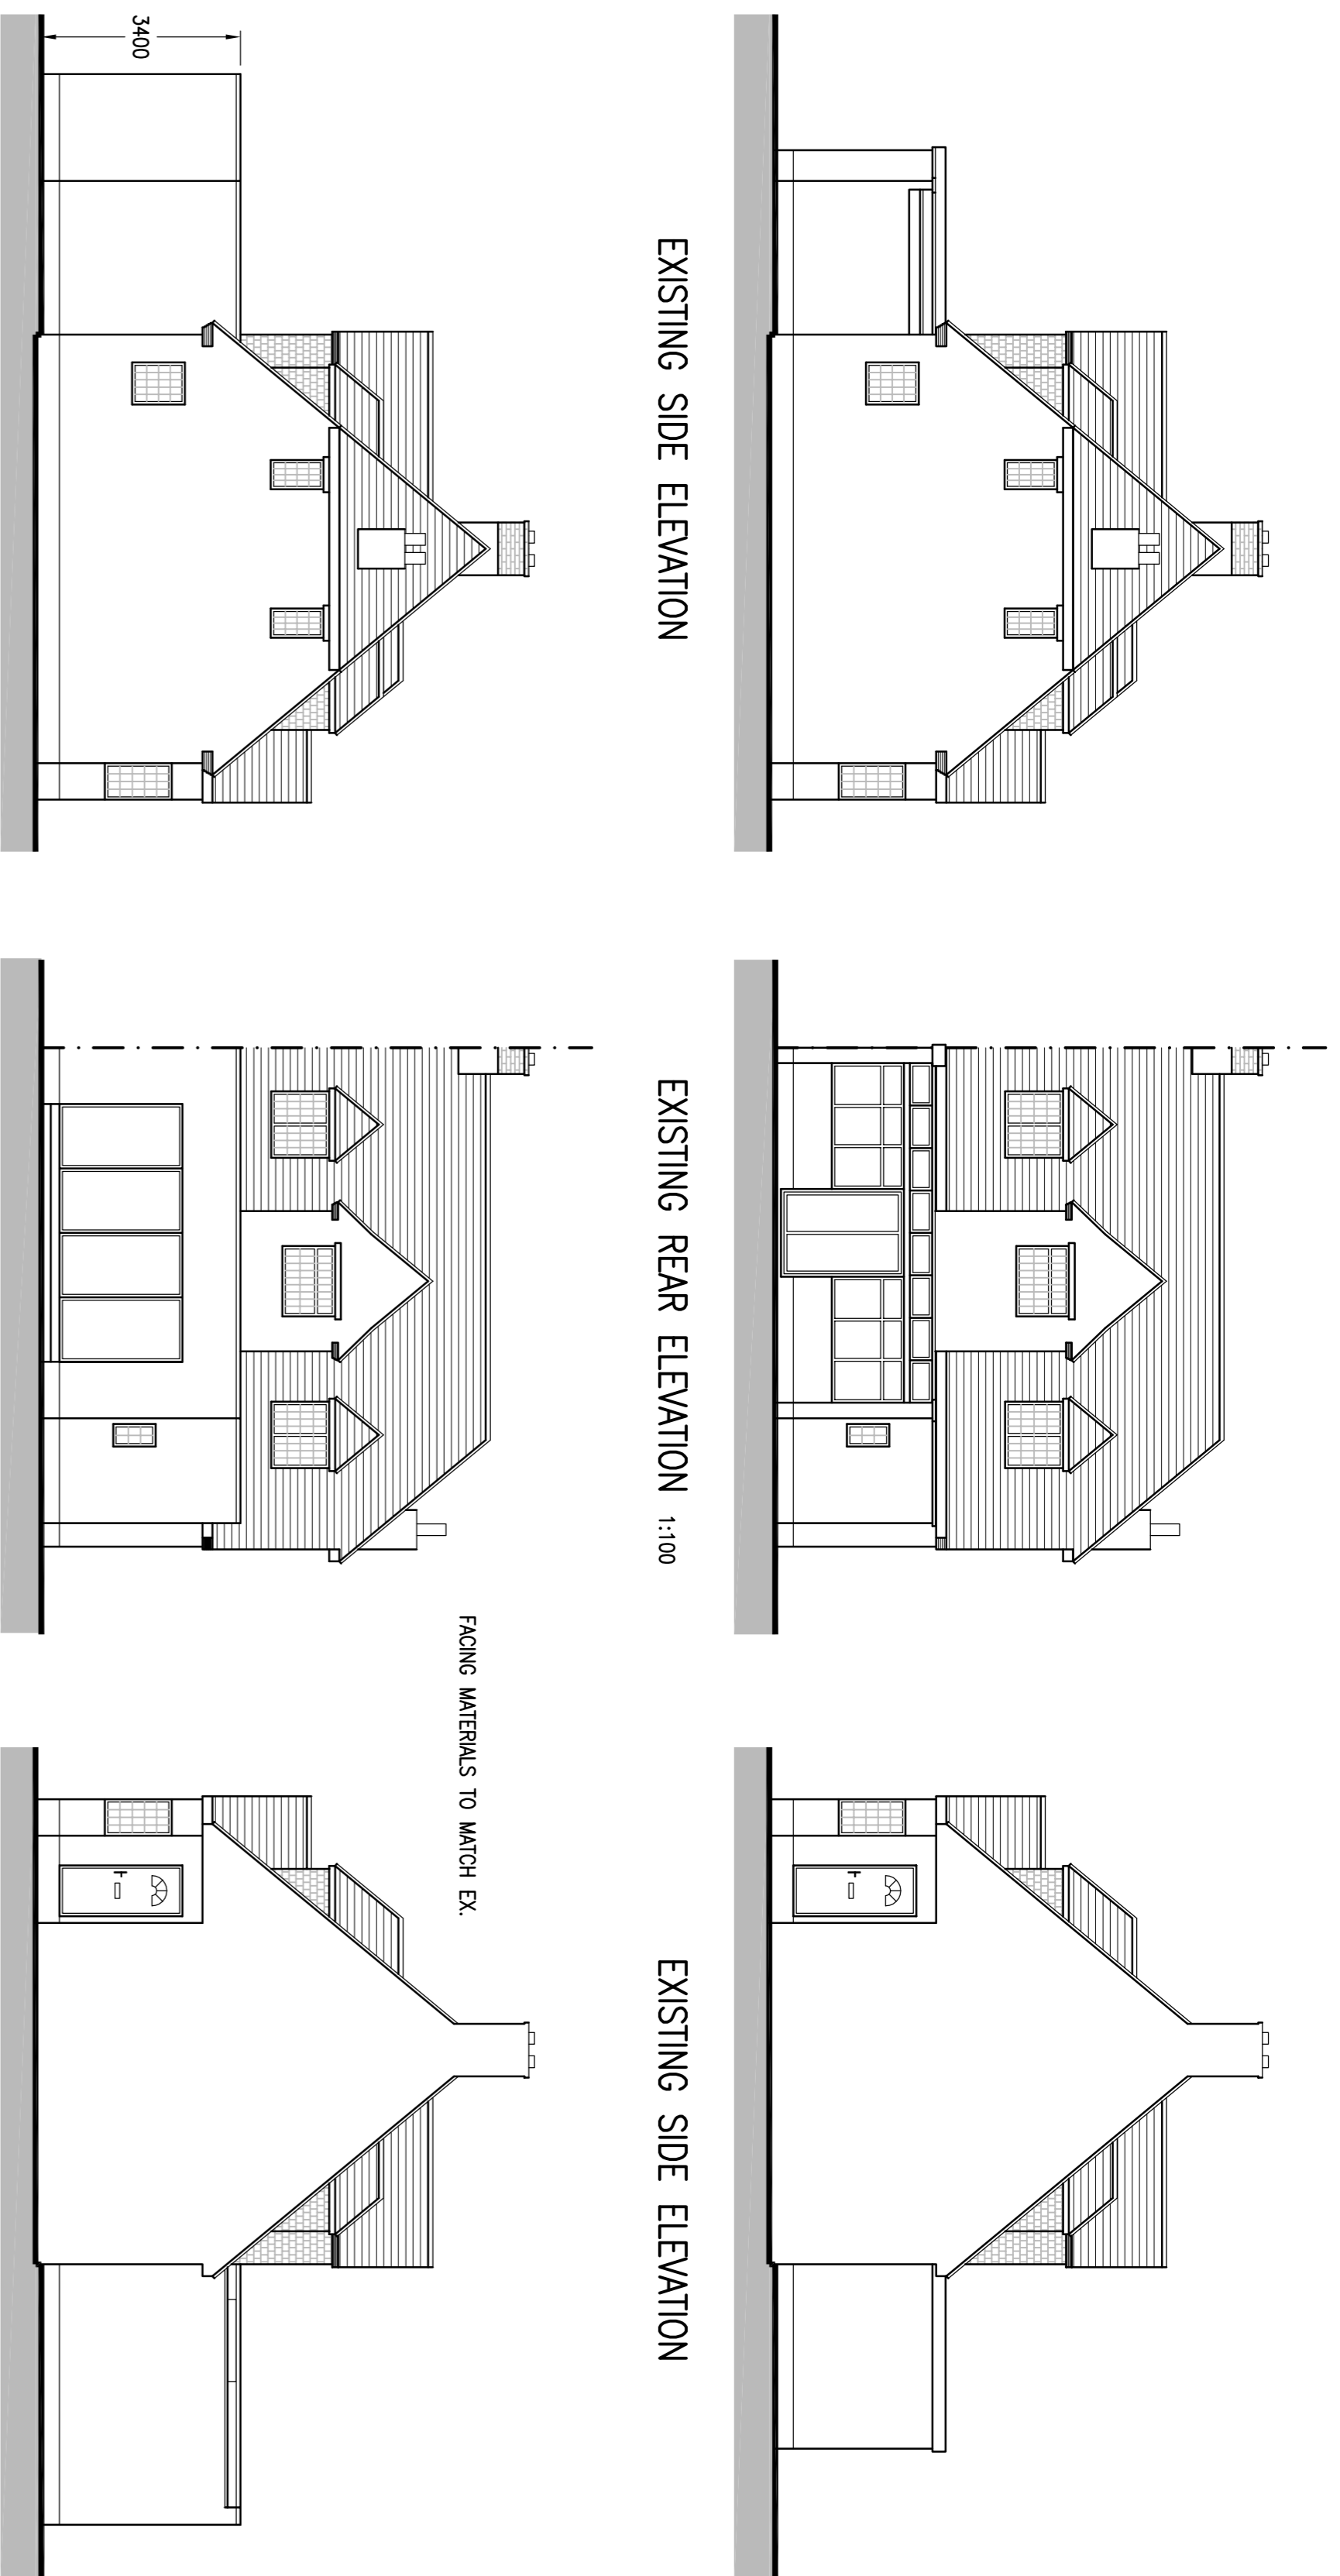 EXISTING SIDE ELEVATION
EXISTING REAR ELEVATION 1:100
EXISTING SIDE ELEVATION
FACING MATERIALS TO MATCH EX.
3400